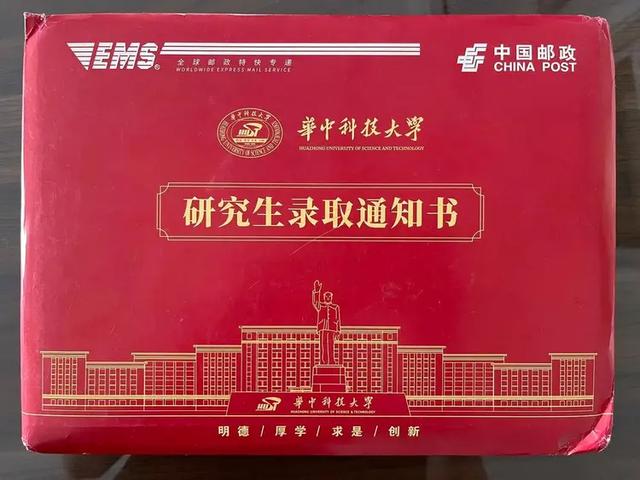 EMS®
全球邮政特快专递
WORLDWIDE EXPRESS MAIL SERVICE
中国邮政
CHINA POST
華中科技大學
HUAZHONG UNIVERSITY OF SCIENCE AND TECHNOLOGY
研究生录取通知书
華中科技大學
HUAZHONG UNIVERSITY OF SCIENCE & TECHNOLOGY
明德 / 厚学 / 求是 / 创新